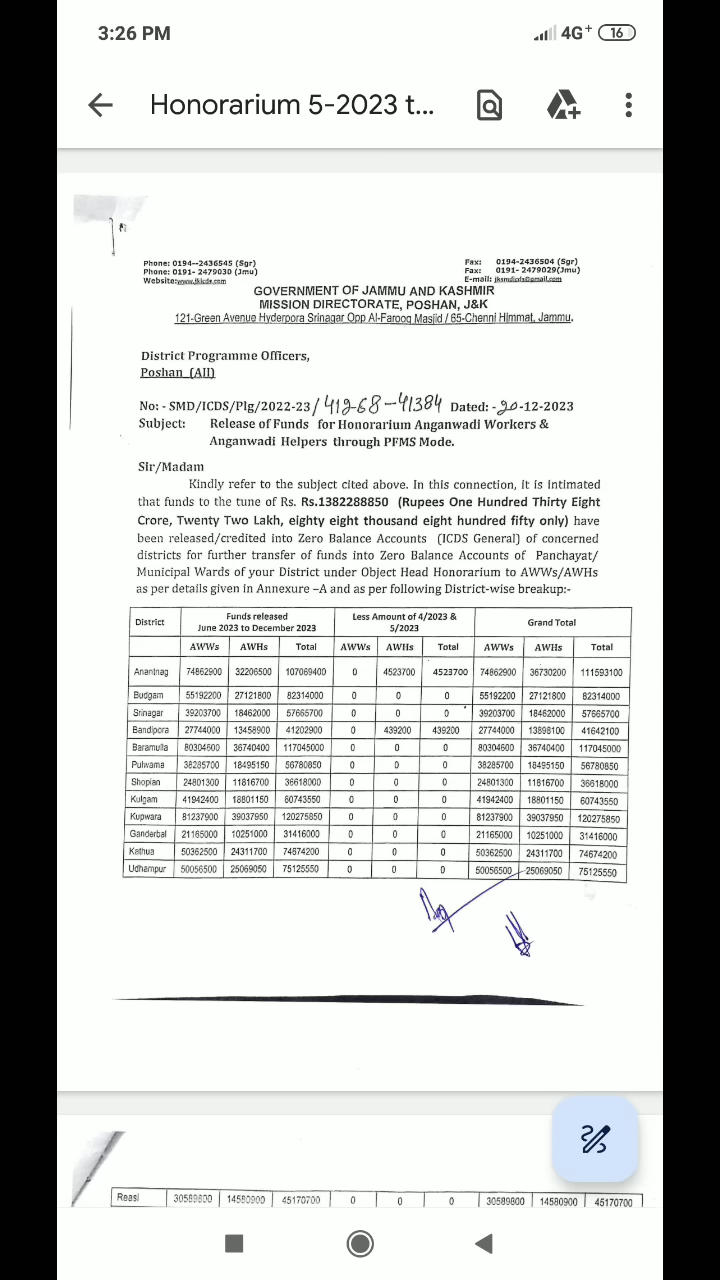 3:26 PM 4G+ 16
Honorarium 5-2023 t...
Phone: 0194--2436545 (Sgr) Fax: 0194-2436504 (Sgr)
Phone: 0191- 2479030 (Jmu) Fax: 0191- 2479029(Jmu)
Website:www.jkicds.com E-mail: jksmdicds@gmail.com
GOVERNMENT OF JAMMU AND KASHMIR
MISSION DIRECTORATE, POSHAN, J&K
121-Green Avenue Hyderpora Srinagar Opp Al-Farooq Masjid / 65-Chenni Himmat, Jammu.
District Programme Officers,
Poshan (All)
No: - SMD/ICDS/Plg/2022-23/41268-41384 Dated: -20-12-2023
Subject: Release of Funds for Honorarium Anganwadi Workers &
Anganwadi Helpers through PFMS Mode.
Sir/Madam
Kindly refer to the subject cited above. In this connection, it is intimated
that funds to the tune of Rs. Rs.1382288850 (Rupees One Hundred Thirty Eight
Crore, Twenty Two Lakh, eighty eight thousand eight hundred fifty only) have
been released/credited into Zero Balance Accounts (ICDS General) of concerned
districts for further transfer of funds into Zero Balance Accounts of Panchayat/
Municipal Wards of your District under Object Head Honorarium to AWWs/AWHs
as per details given in Annexure –A and as per following District-wise breakup:-
District Funds released Less Amount of 4/2023 & Grand Total
June 2023 to December 2023 5/2023
AWWs AWHs Total AWWs AWHs Total AWWs AWHs Total
Anantnag 74862900 32206500 107069400 0 4523700 4523700 74862900 36730200 111593100
Budgam 55192200 27121800 82314000 0 0 0 55192200 27121800 82314000
Srinagar 39203700 18462000 57665700 0 0 0 39203700 18462000 57665700
Bandipora 27744000 13458900 41202900 0 439200 439200 27744000 13898100 41642100
Baramulla 80304600 36740400 117045000 0 0 0 80304600 36740400 117045000
Pulwama 38285700 18495150 56780850 0 0 0 38285700 18495150 56780850
Shopian 24801300 11816700 36618000 0 0 0 24801300 11816700 36618000
Kulgam 41942400 18801150 60743550 0 0 0 41942400 18801150 60743550
Kupwara 81237900 39037950 120275850 0 0 0 81237900 39037950 120275850
Ganderbal 21165000 10251000 31416000 0 0 0 21165000 10251000 31416000
Kathua 50362500 24311700 74674200 0 0 0 50362500 24311700 74674200
Udhampur 50056500 25069050 75125550 0 0 0 50056500 25069050 75125550
Reasi 30589800 14580900 45170700 0 0 0 30589800 14580900 45170700